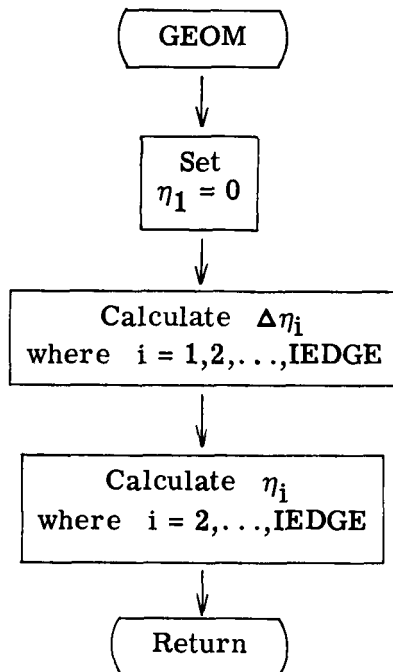 GEOM
Set
η₁ = 0
Calculate Δηᵢ
where i = 1,2,...,IEDGE
Calculate ηᵢ
where i = 2,...,IEDGE
Return